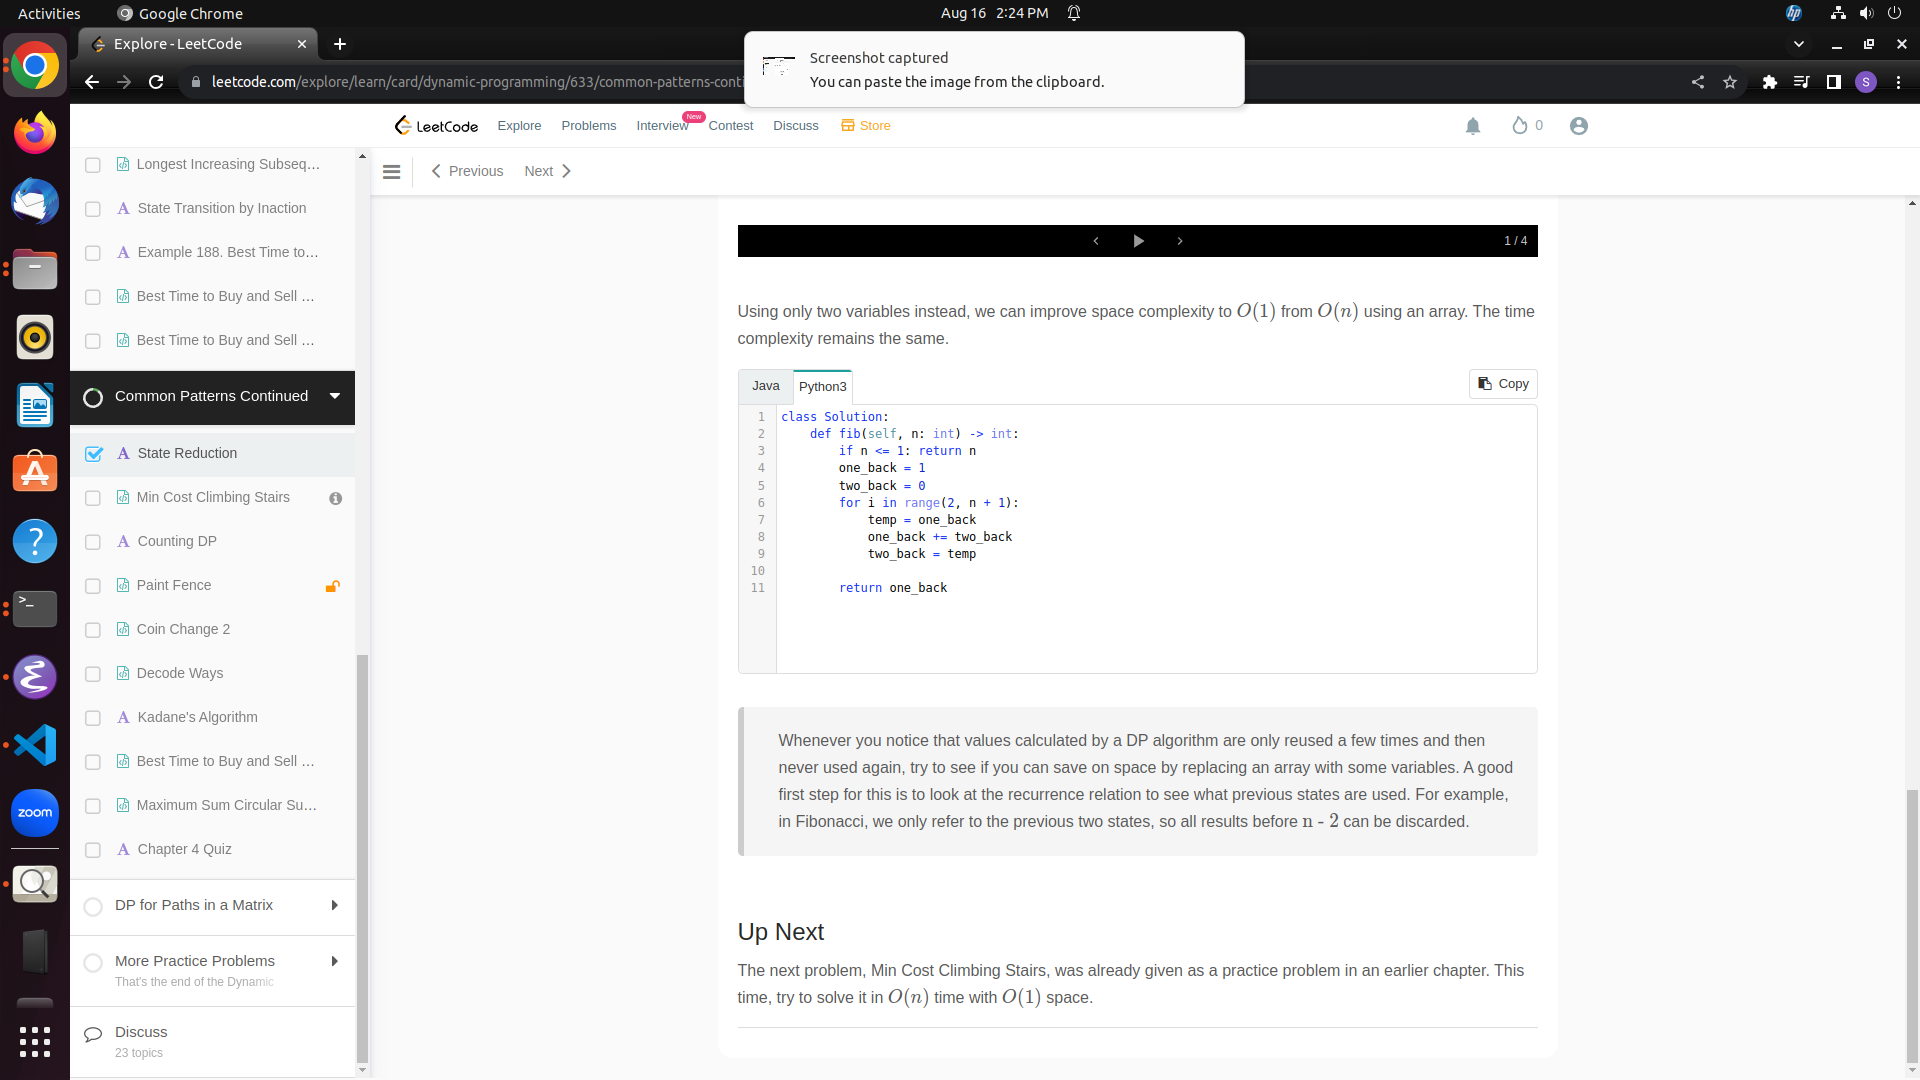 Activities
Google Chrome
Aug 16 2:24 PM
Explore - LeetCode
leetcode.com/explore/learn/card/dynamic-programming/633/common-patterns-conti
Screenshot captured
You can paste the image from the clipboard.
S
LeetCode
Explore
Problems
Interview
New
Contest
Discuss
Store
0
Previous
Next
Longest Increasing Subseq...
State Transition by Inaction
Example 188. Best Time to...
Best Time to Buy and Sell ...
Best Time to Buy and Sell ...
Common Patterns Continued
State Reduction
Min Cost Climbing Stairs
Counting DP
Paint Fence
Coin Change 2
Decode Ways
Kadane's Algorithm
Best Time to Buy and Sell ...
Maximum Sum Circular Su...
Chapter 4 Quiz
DP for Paths in a Matrix
More Practice Problems
That's the end of the Dynamic
Discuss
23 topics
zoom
1 / 4
Using only two variables instead, we can improve space complexity to O(1) from O(n) using an array. The time
complexity remains the same.
Java
Python3
Copy
1 class Solution:
2     def fib(self, n: int) -> int:
3         if n <= 1: return n
4         one_back = 1
5         two_back = 0
6         for i in range(2, n + 1):
7             temp = one_back
8             one_back += two_back
9             two_back = temp
10
11         return one_back
Whenever you notice that values calculated by a DP algorithm are only reused a few times and then
never used again, try to see if you can save on space by replacing an array with some variables. A good
first step for this is to look at the recurrence relation to see what previous states are used. For example,
in Fibonacci, we only refer to the previous two states, so all results before n - 2 can be discarded.
Up Next
The next problem, Min Cost Climbing Stairs, was already given as a practice problem in an earlier chapter. This
time, try to solve it in O(n) time with O(1) space.